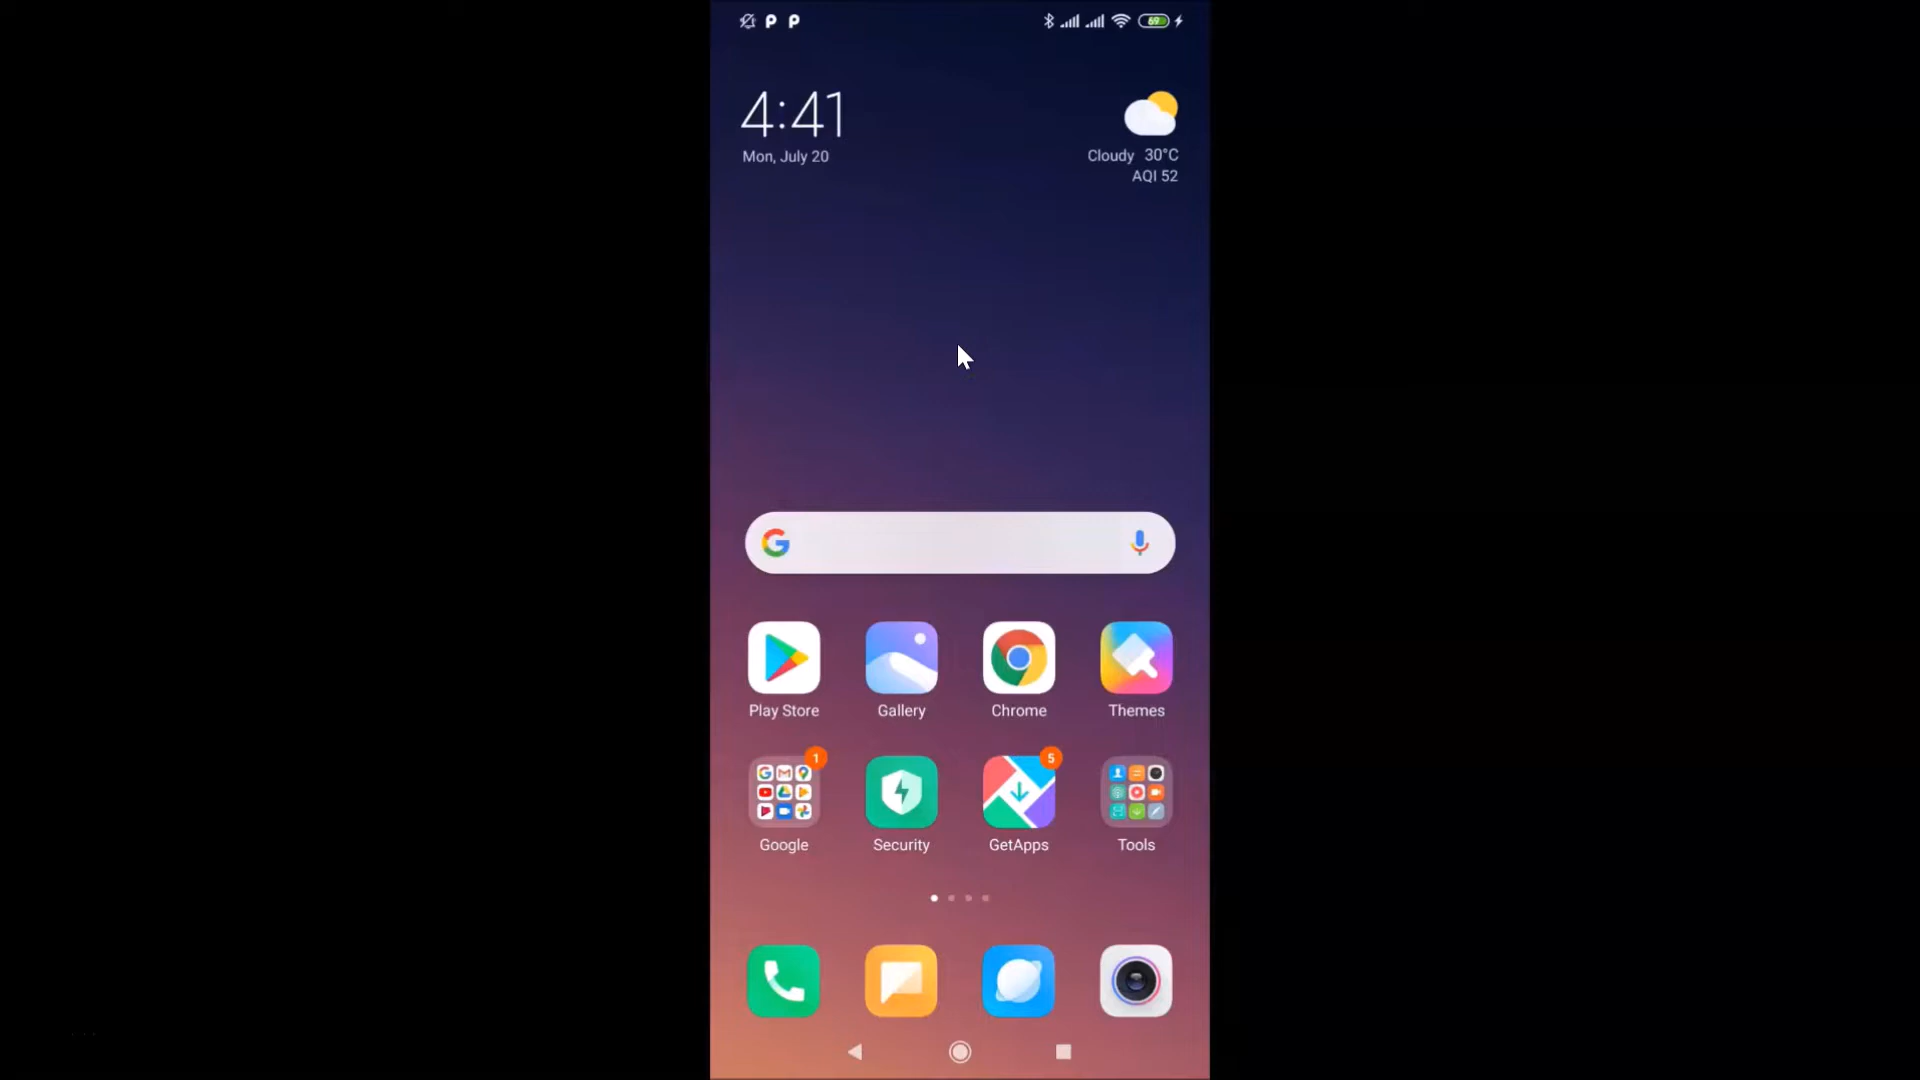 69
4:41
Mon, July 20
Cloudy 30°C
AQI 52
Play Store
Gallery
Chrome
Themes
1
5
Google
Security
GetApps
Tools